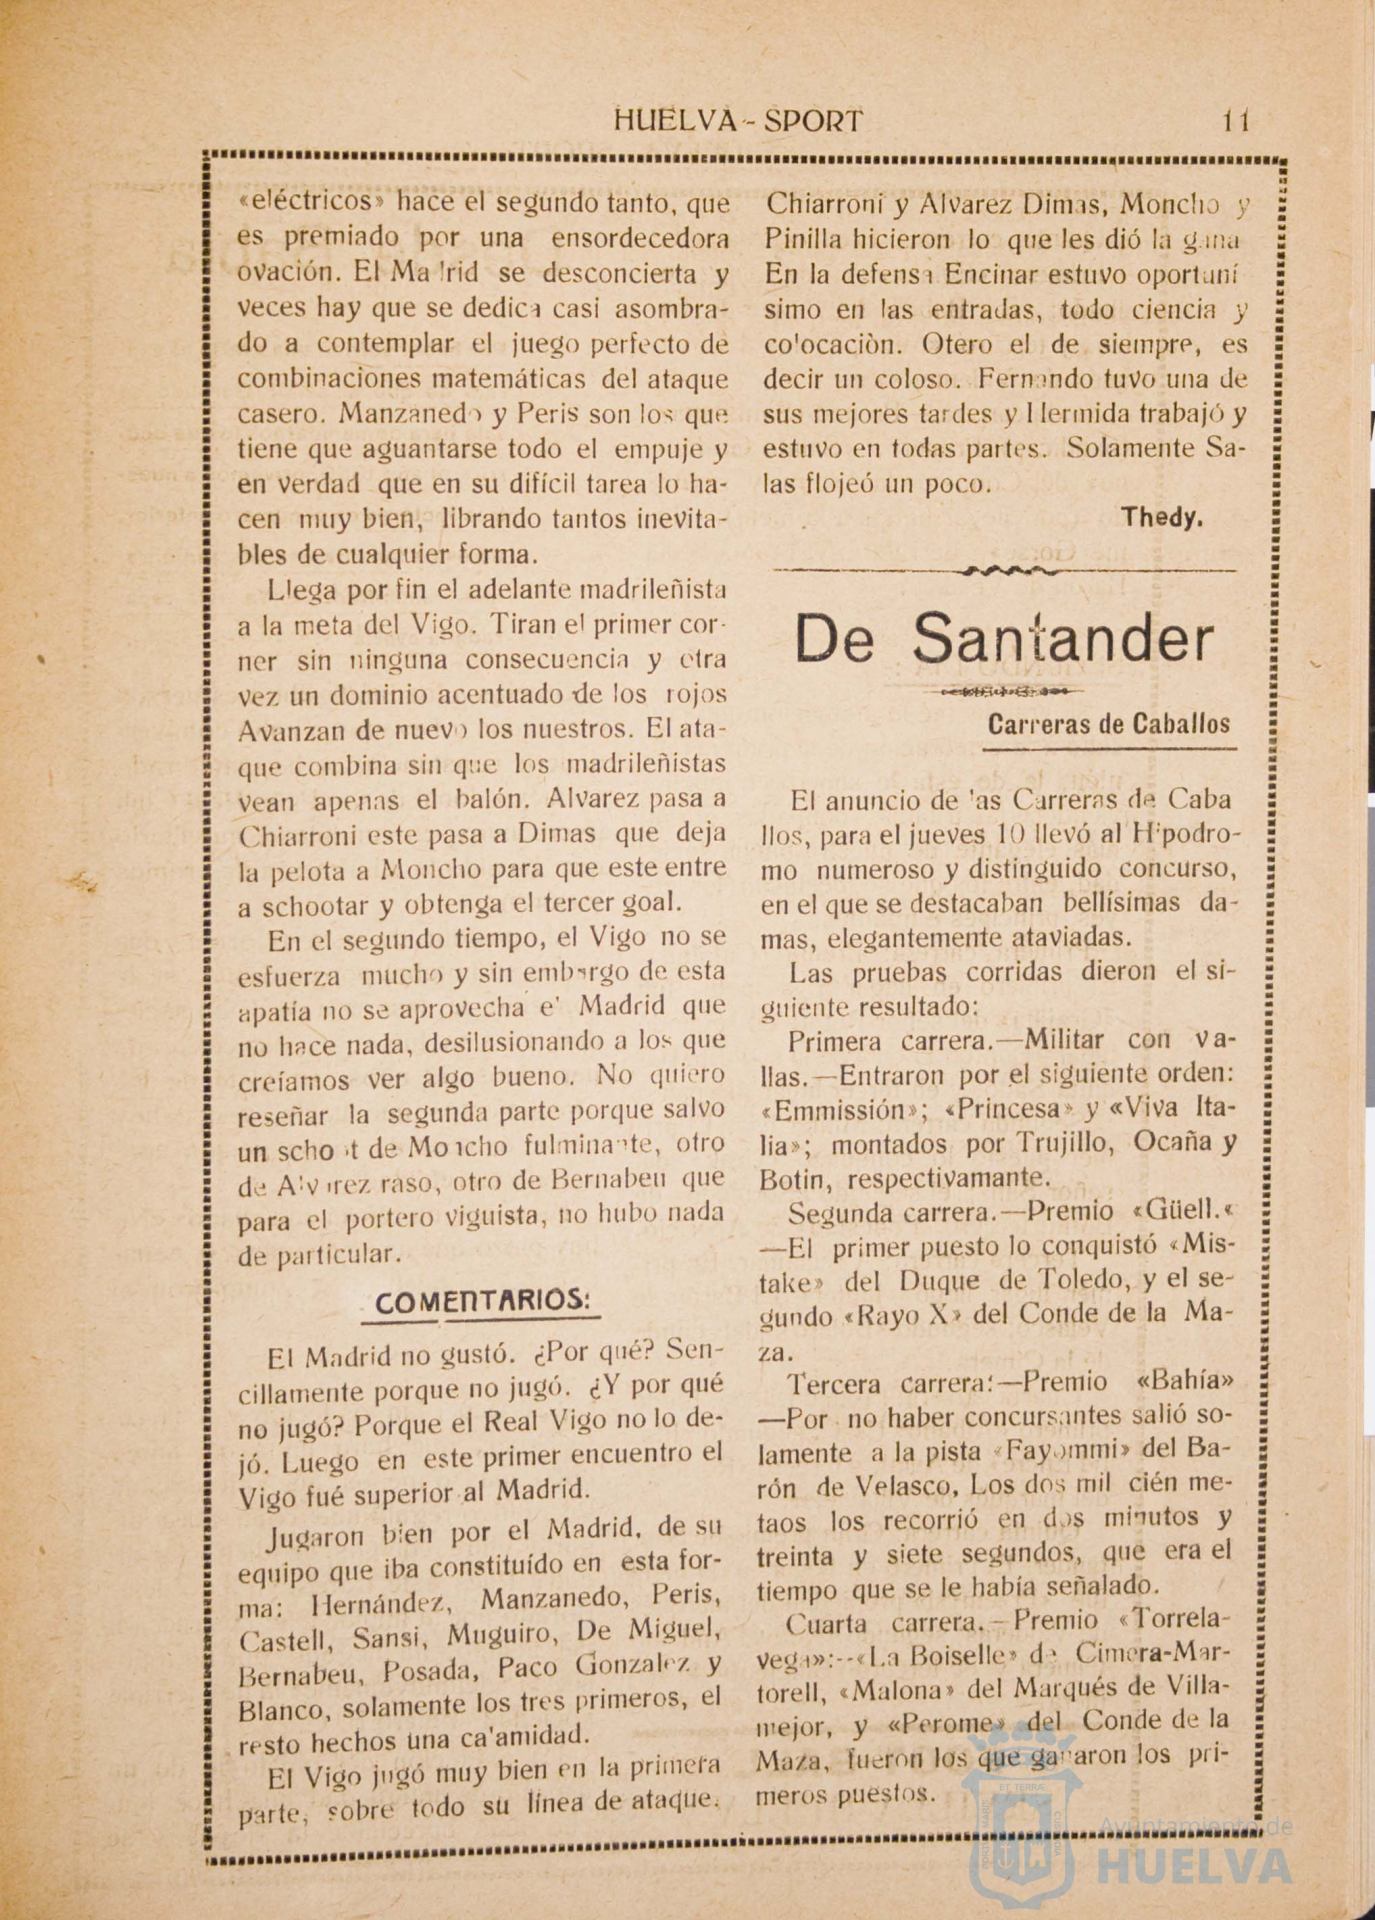 HUELVA - SPORT
11
«eléctricos» hace el segundo tanto, que
es premiado por una ensordecedora
ovación. El Ma rid se desconcierta y
veces hay que se dedica casi asombra-
do a contemplar el juego perfecto de
combinaciones matemáticas del ataque
casero. Manzanedo y Peris son los que
tiene que aguantarse todo el empuje y
en verdad que en su difícil tarea lo ha-
cen muy bien, librando tantos inevita-
bles de cualquier forma.
Llega por fin el adelante madrileñista
a la meta del Vigo. Tiran el primer cor-
ner sin ninguna consecuencia y otra
vez un dominio acentuado de los rojos
Avanzan de nuevo los nuestros. El ata-
que combina sin que los madrileñistas
vean apenas el balón. Alvarez pasa a
Chiarroni este pasa a Dimas que deja
la pelota a Moncho para que este entre
a schootar y obtenga el tercer goal.
En el segundo tiempo, el Vigo no se
esfuerza mucho y sin embargo de esta
apatía no se aprovecha e' Madrid que
no hace nada, desilusionando a los que
creíamos ver algo bueno. No quiero
reseñar la segunda parte porque salvo
un schoot de Moncho fulminante, otro
de Alvarez raso, otro de Bernabeu que
para el portero viguista, no hubo nada
de particular.
COMENTARIOS:
El Madrid no gustó. ¿Por qué? Sen-
cillamente porque no jugó. ¿Y por qué
no jugó? Porque el Real Vigo no lo de-
jó. Luego en este primer encuentro el
Vigo fué superior al Madrid.
Jugaron bien por el Madrid, de su
equipo que iba constituído en esta for-
ma: Hernández, Manzanedo, Peris,
Castell, Sansi, Muguiro, De Miguel,
Bernabeu, Posada, Paco Gonzalez y
Blanco, solamente los tres primeros, el
resto hechos una ca'amidad.
El Vigo jugó muy bien en la primera
parte, sobre todo su línea de ataque.
Chiarroni y Alvarez Dimas, Moncho y
Pinilla hicieron lo que les dió la gana
En la defensa Encinar estuvo oportuní
simo en las entradas, todo ciencia y
co'ocaciòn. Otero el de siempre, es
decir un coloso. Fernando tuvo una de
sus mejores tardes y Hermida trabajó y
estuvo en todas partes. Solamente Sa-
las flojeó un poco.
Thedy.
De Santander
Carreras de Caballos
El anuncio de 'as Carreras de Caba
llos, para el jueves 10 llevó al Hipodro-
mo numeroso y distinguido concurso,
en el que se destacaban bellísimas da-
mas, elegantemente ataviadas.
Las pruebas corridas dieron el si-
guiente resultado:
Primera carrera.—Militar con va-
llas.—Entraron por el siguiente orden:
«Emmissión»; «Princesa» y «Viva Ita-
lia»; montados por Trujillo, Ocaña y
Botin, respectivamante.
Segunda carrera.—Premio «Güell.«
—El primer puesto lo conquistó «Mis-
take» del Duque de Toledo, y el se-
gundo «Rayo X» del Conde de la Ma-
za.
Tercera carrera:—Premio «Bahía»
—Por no haber concursantes salió so-
lamente a la pista «Fayommi» del Ba-
rón de Velasco, Los dos mil cién me-
taos los recorrió en dos minutos y
treinta y siete segundos, que era el
tiempo que se le había señalado.
Cuarta carrera.—Premio «Torrela-
vega»:--«La Boiselle» de Cimera-Mar-
torell, «Malona» del Marqués de Villa-
mejor, y «Perome» del Conde de la
Maza, fueron los que ganaron los pri-
meros puestos.
Ayuntamiento de
HUELVA